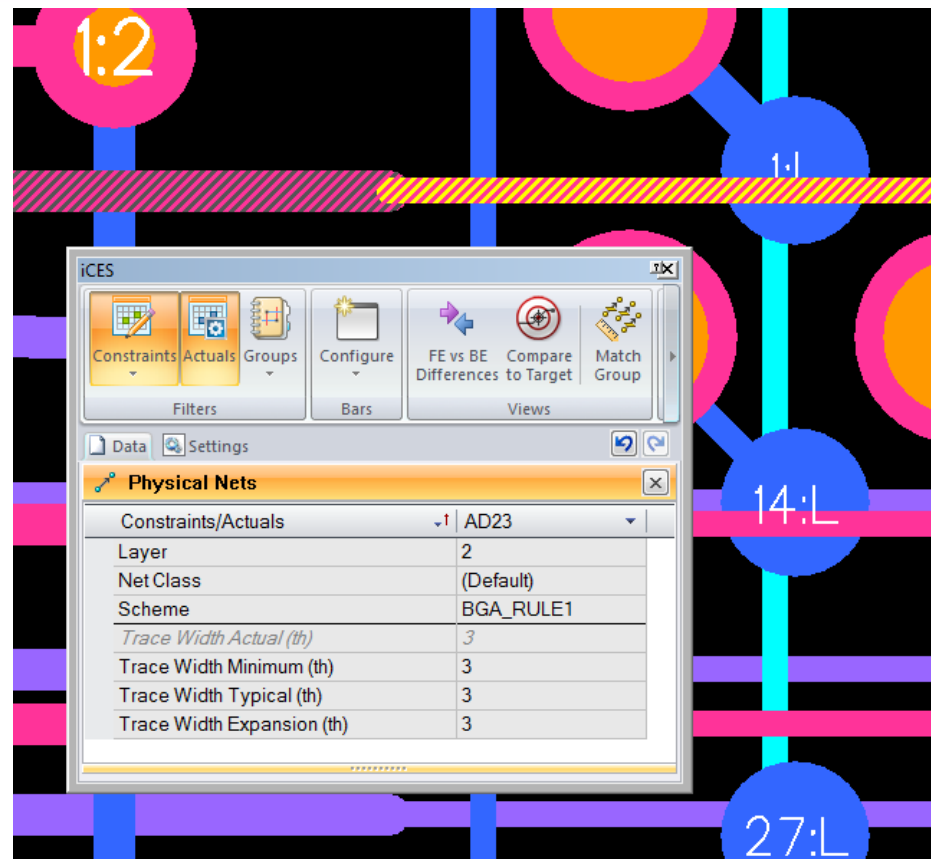 1:2
1:L
iCES
Constraints Actuals Groups Configure FE vs BE Differences Compare to Target Match Group
Filters Bars Views
Data Settings
Physical Nets
Constraints/Actuals AD23
Layer 2
Net Class (Default)
Scheme BGA_RULE1
Trace Width Actual (th) 3
Trace Width Minimum (th) 3
Trace Width Typical (th) 3
Trace Width Expansion (th) 3
14:L
27:L